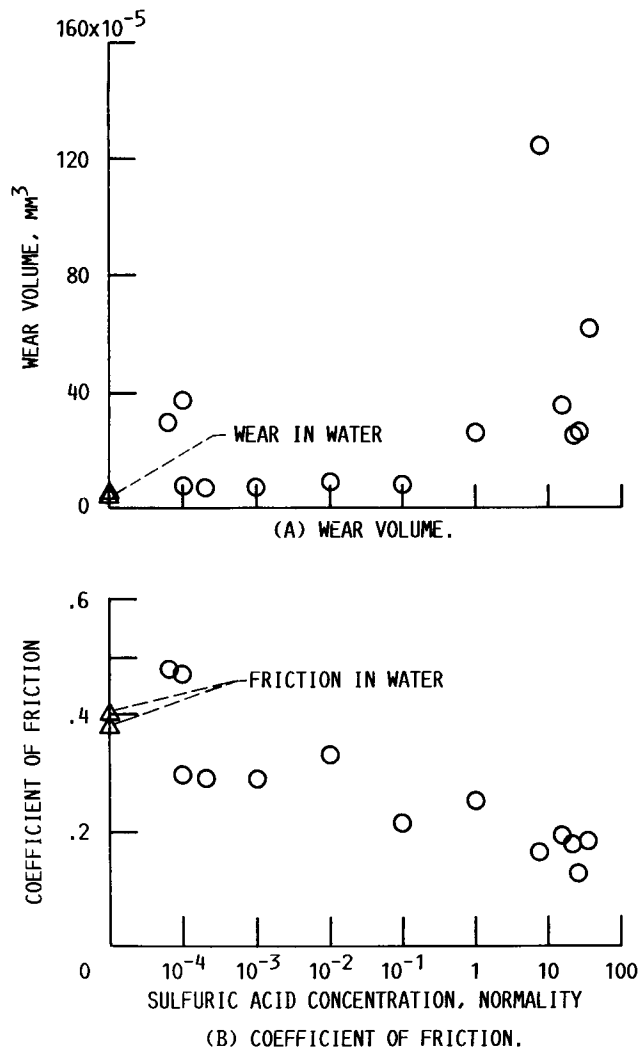 160x10⁻⁵
120
80
40
0
WEAR VOLUME, MM³
WEAR IN WATER
(A) WEAR VOLUME.
.6
.4
.2
0
COEFFICIENT OF FRICTION
FRICTION IN WATER
10⁻⁴ 10⁻³ 10⁻² 10⁻¹ 1 10 100
SULFURIC ACID CONCENTRATION, NORMALITY
(B) COEFFICIENT OF FRICTION.